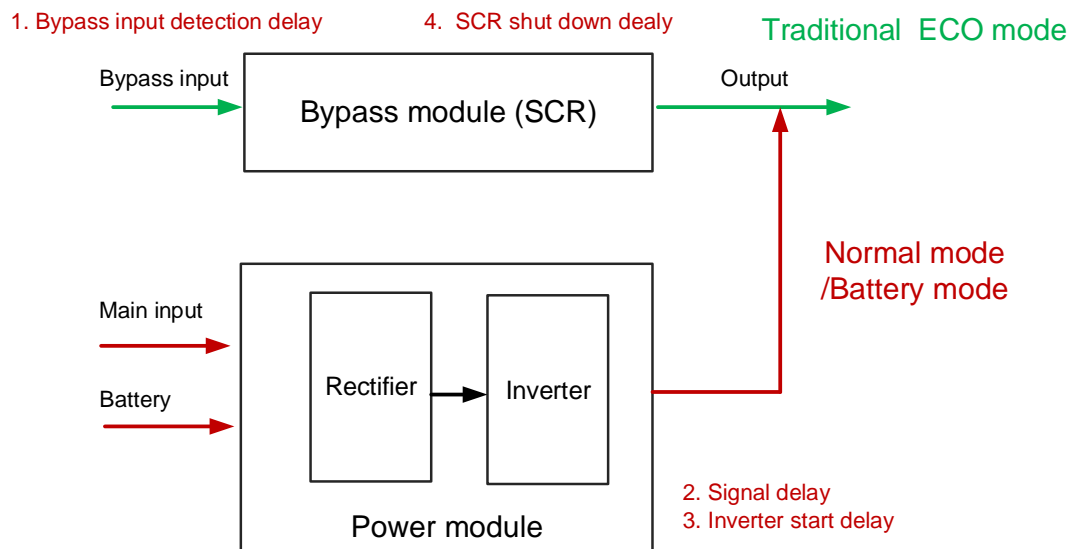 1. Bypass input detection delay
4. SCR shut down dealy
Traditional ECO mode
Bypass input
Bypass module (SCR)
Output
Normal mode
/Battery mode
Main input
Battery
Rectifier
Inverter
Power module
2. Signal delay
3. Inverter start delay